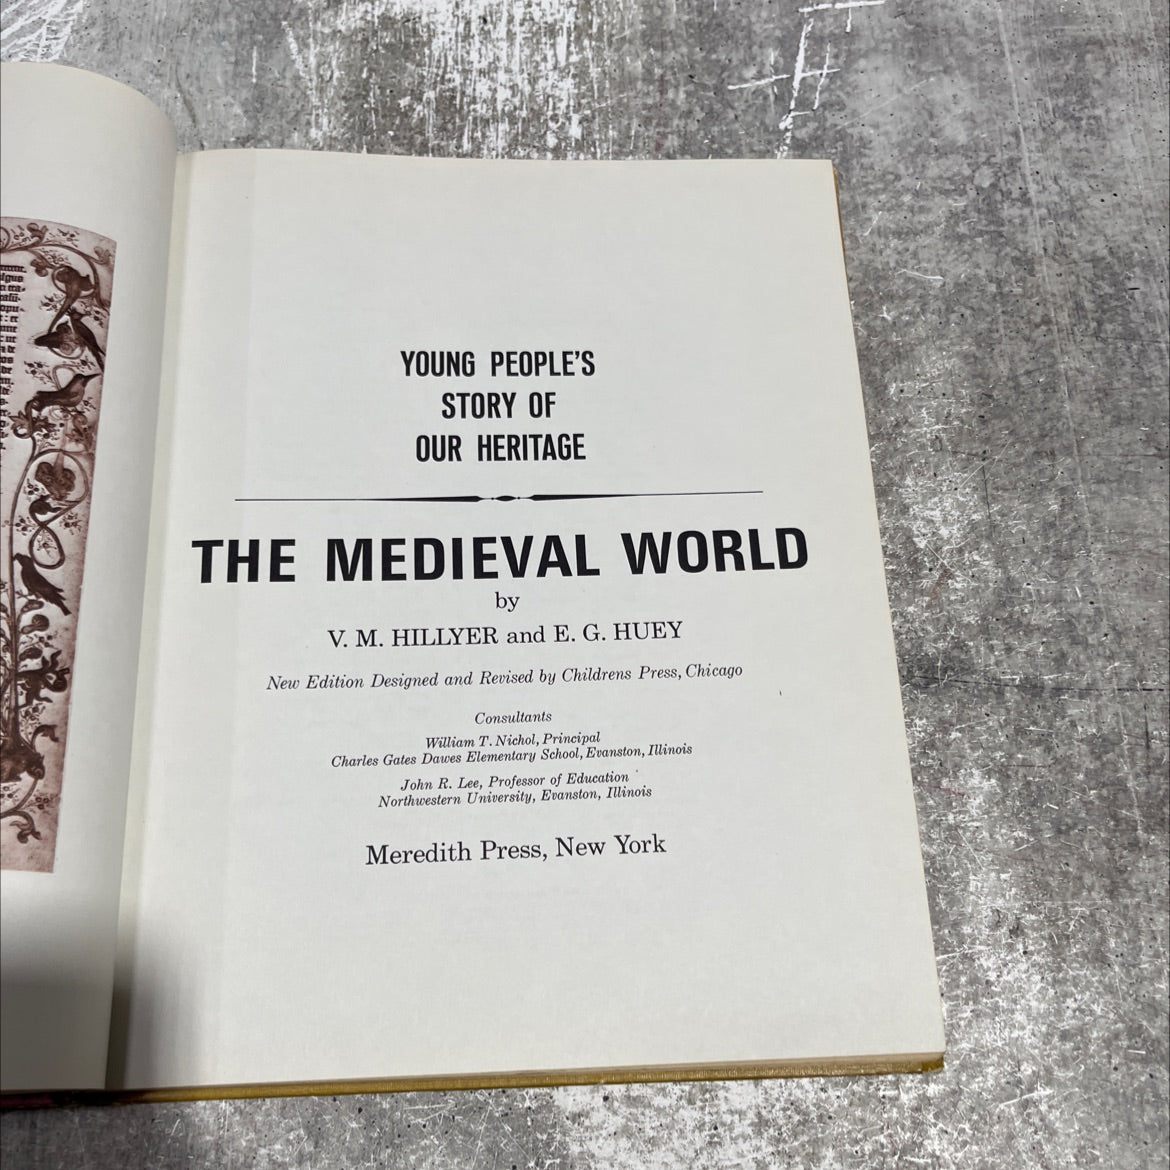 YOUNG PEOPLE'S
STORY OF
OUR HERITAGE
THE MEDIEVAL WORLD
by
V. M. HILLYER and E. G. HUEY
New Edition Designed and Revised by Childrens Press, Chicago
Consultants
William T. Nichol, Principal
Charles Gates Dawes Elementary School, Evanston, Illinois
John R. Lee, Professor of Education
Northwestern University, Evanston, Illinois
Meredith Press, New York